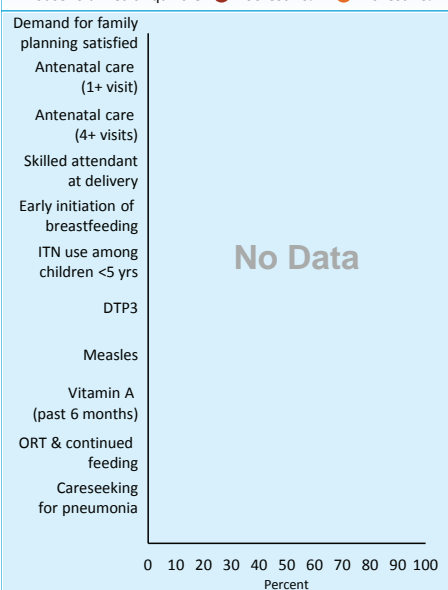 Demand for family
planning satisfied
Antenatal care
(1+ visit)
Antenatal care
(4+ visits)
Skilled attendant
at delivery
Early initiation of
breastfeeding
ITN use among
children <5 yrs
No Data
DTP3
Measles
Vitamin A
(past 6 months)
ORT & continued
feeding
Careseeking
for pneumonia
0 10 20 30 40 50 60 70 80 90 100
Percent